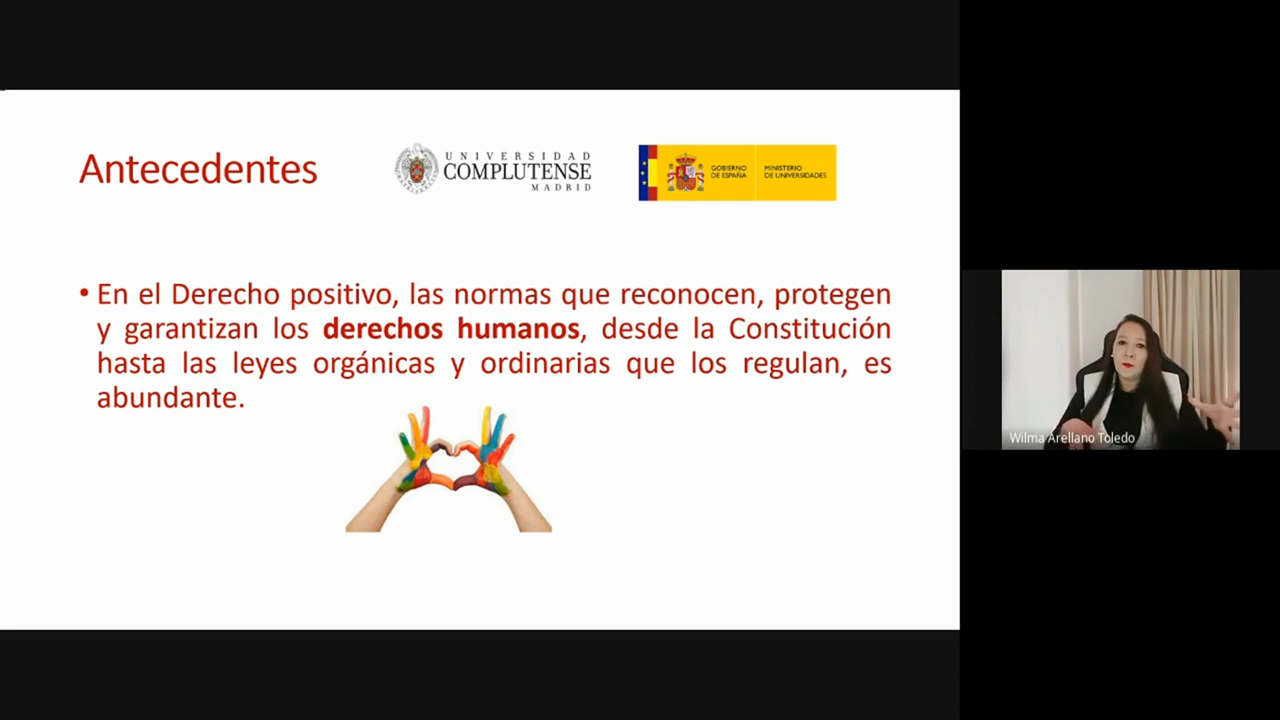 Antecedentes
UNIVERSIDAD
COMPLUTENSE
MADRID
GOBIERNO
DE ESPAÑA
MINISTERIO
DE UNIVERSIDADES
• En el Derecho positivo, las normas que reconocen, protegen
y garantizan los derechos humanos, desde la Constitución
hasta las leyes orgánicas y ordinarias que los regulan, es
abundante.
Wilma Arellano Toledo